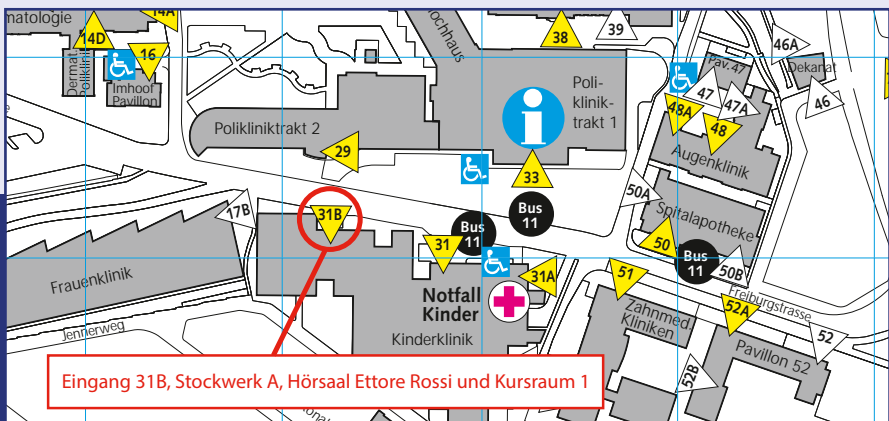 matologie
14D
14A
16
Dermat.
Poliklinik
Imhoof
Pavillon
Hochhaus
38
39
46A
Pav.47
Dekanat
47
47A
46
48A
48
Augenklinik
Polikliniktrakt 2
Poli-
klinik-
trakt 1
i
29
33
50A
Spitalapotheke
17B
31B
31
Bus
11
Bus
11
50
Bus
11
50B
Frauenklinik
31A
51
Freiburgstrasse
52A
Notfall
Kinder
Kinderklinik
Zahnmed.
Kliniken
52
Pavillon 52
52B
Jennerweg
Eingang 31B, Stockwerk A, Hörsaal Ettore Rossi und Kursraum 1